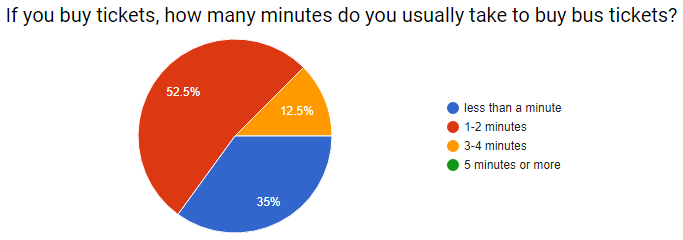 If you buy tickets, how many minutes do you usually take to buy bus tickets?
52.5%
12.5%
35%
less than a minute
1-2 minutes
3-4 minutes
5 minutes or more